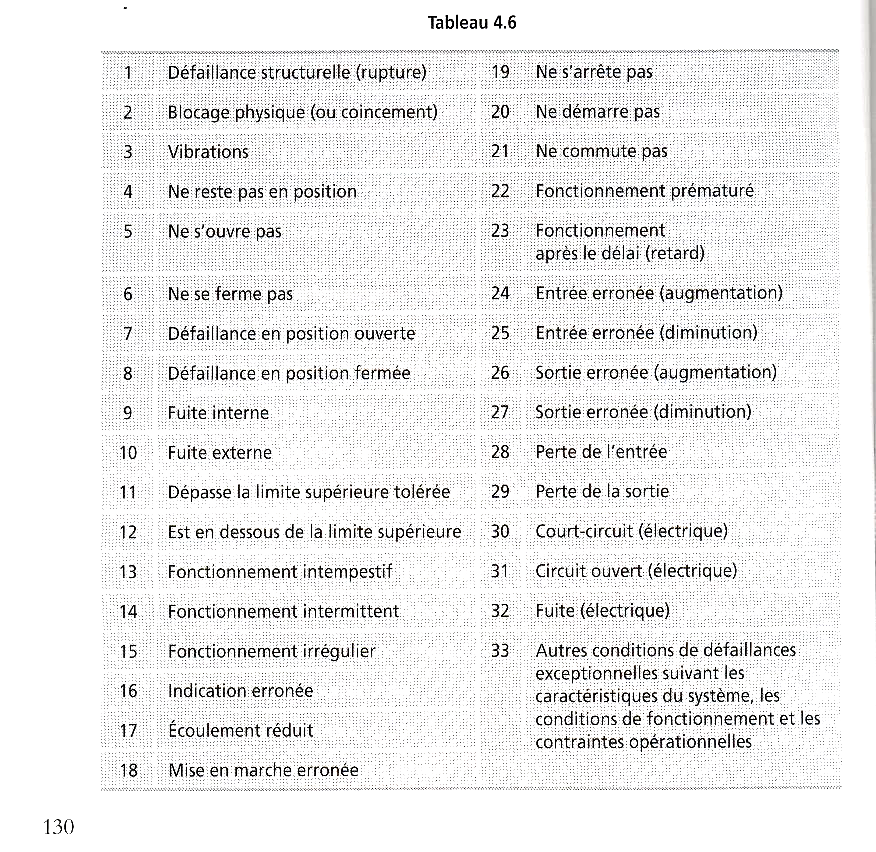 Tableau 4.6
1 Défaillance structurelle (rupture)
2 Blocage physique (ou coincement)
3 Vibrations
4 Ne reste pas en position
5 Ne s'ouvre pas
6 Ne se ferme pas
7 Défaillance en position ouverte
8 Défaillance en position fermée
9 Fuite interne
10 Fuite externe
11 Dépasse la limite supérieure tolérée
12 Est en dessous de la limite supérieure
13 Fonctionnement intempestif
14 Fonctionnement intermittent
15 Fonctionnement irrégulier
16 Indication erronée
17 Écoulement réduit
18 Mise en marche erronée
19 Ne s'arrête pas
20 Ne démarre pas
21 Ne commute pas
22 Fonctionnement prématuré
23 Fonctionnement
après le délai (retard)
24 Entrée erronée (augmentation)
25 Entrée erronée (diminution)
26 Sortie erronée (augmentation)
27 Sortie erronée (diminution)
28 Perte de l'entrée
29 Perte de la sortie
30 Court-circuit (électrique)
31 Circuit ouvert (électrique)
32 Fuite (électrique)
33 Autres conditions de défaillances
exceptionnelles suivant les
caractéristiques du système, les
conditions de fonctionnement et les
contraintes opérationnelles
130